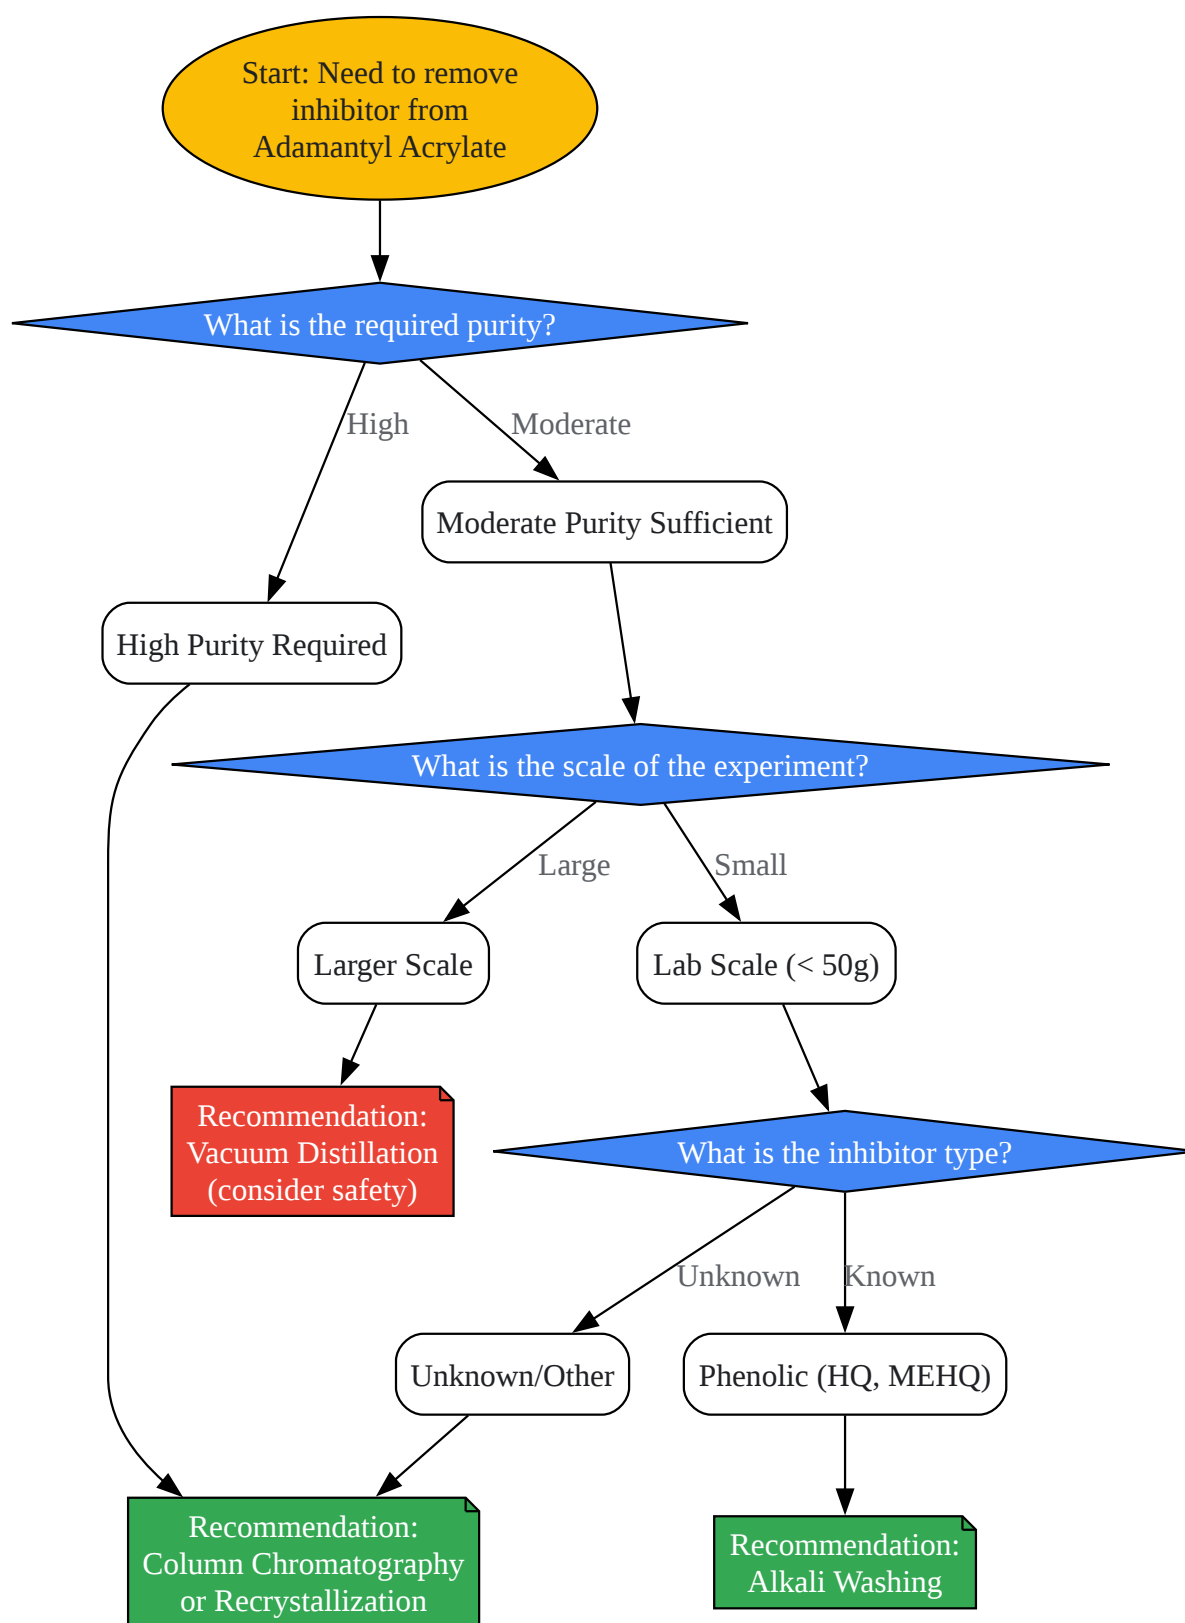 Start: Need to remove
inhibitor from
Adamantyl Acrylate
What is the required purity?
High
Moderate
Moderate Purity Sufficient
High Purity Required
What is the scale of the experiment?
Large
Small
Larger Scale
Lab Scale (< 50g)
Recommendation:
Vacuum Distillation
(consider safety)
What is the inhibitor type?
Unknown
Known
Unknown/Other
Phenolic (HQ, MEHQ)
Recommendation:
Column Chromatography
or Recrystallization
Recommendation:
Alkali Washing